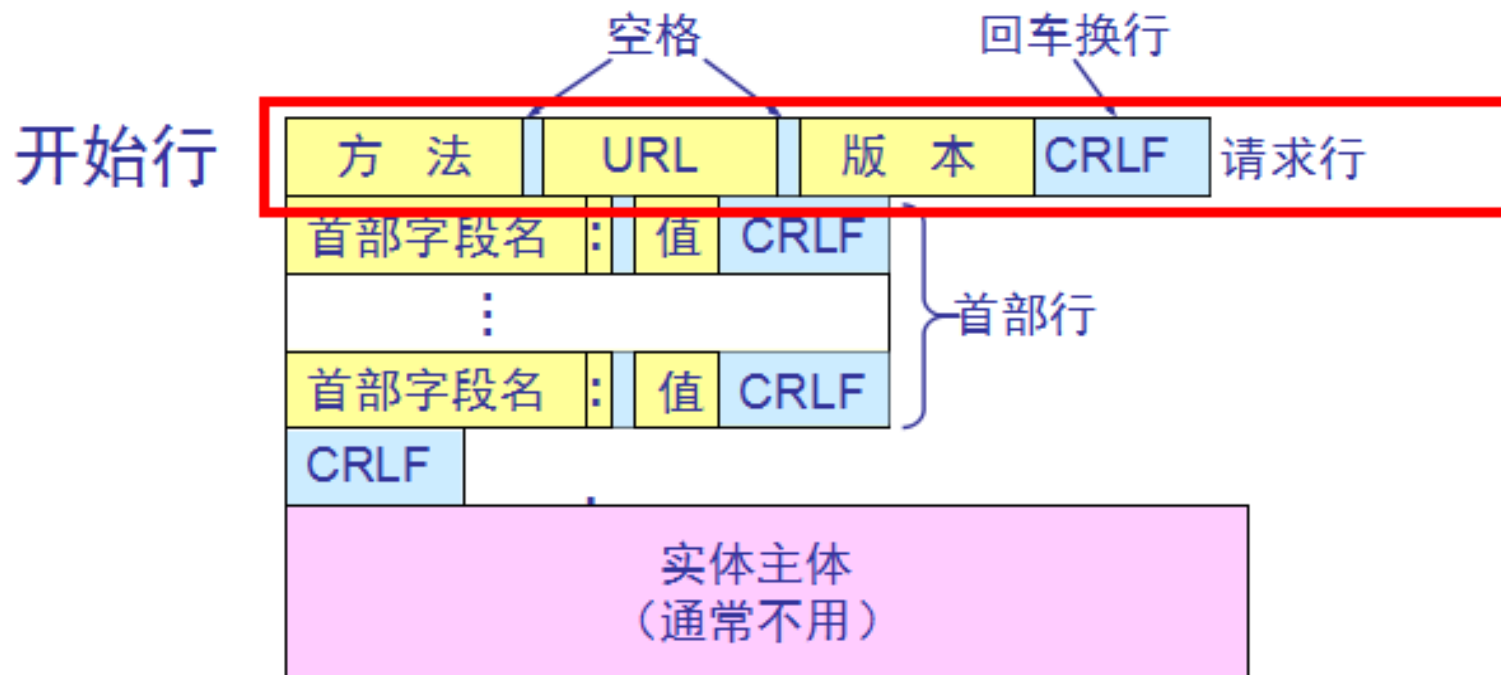 空格 回车换行
开始行 方 法 URL 版 本 CRLF 请求行
首部字段名 : 值 CRLF
⋮
首部行
首部字段名 : 值 CRLF
CRLF
实体主体
（通常不用）